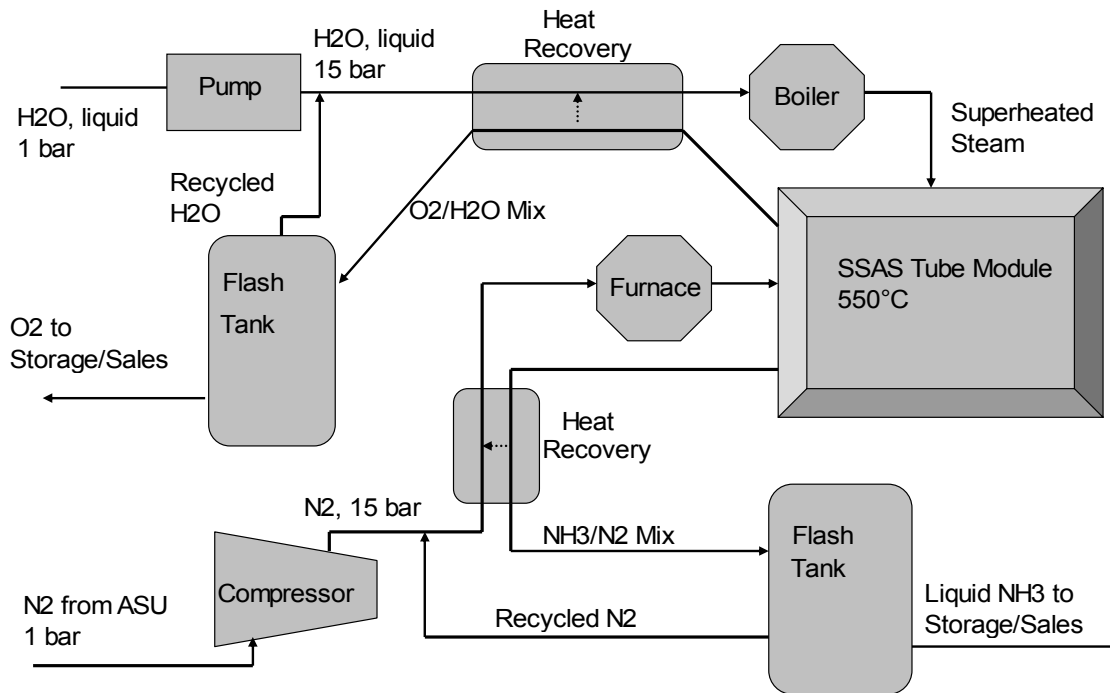 Heat
Recovery
H2O, liquid
15 bar
Pump
Boiler
H2O, liquid
1 bar
Superheated
Steam
Recycled
H2O
O2/H2O Mix
Flash
Tank
Furnace
SSAS Tube Module
550°C
O2 to
Storage/Sales
Heat
Recovery
N2, 15 bar
NH3/N2 Mix
Flash
Tank
Compressor
N2 from ASU
1 bar
Recycled N2
Liquid NH3 to
Storage/Sales